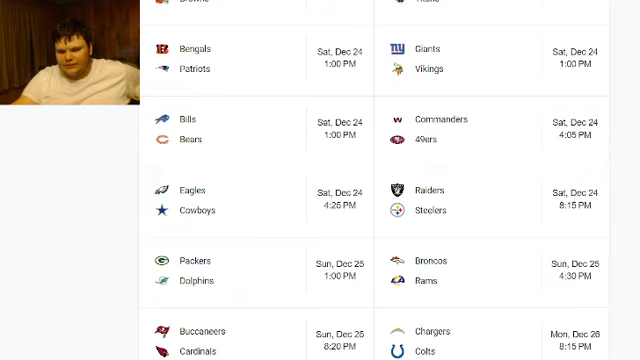 Browns
Bengals
Patriots
Sat, Dec 24
1:00 PM
Giants
Vikings
Sat, Dec 24
1:00 PM
Bills
Bears
Sat, Dec 24
1:00 PM
Commanders
49ers
Sat, Dec 24
4:05 PM
Eagles
Cowboys
Sat, Dec 24
4:25 PM
Raiders
Steelers
Sat, Dec 24
8:15 PM
Packers
Dolphins
Sun, Dec 25
1:00 PM
Broncos
Rams
Sun, Dec 25
4:30 PM
Buccaneers
Cardinals
Sun, Dec 25
8:20 PM
Chargers
Colts
Mon, Dec 26
8:15 PM